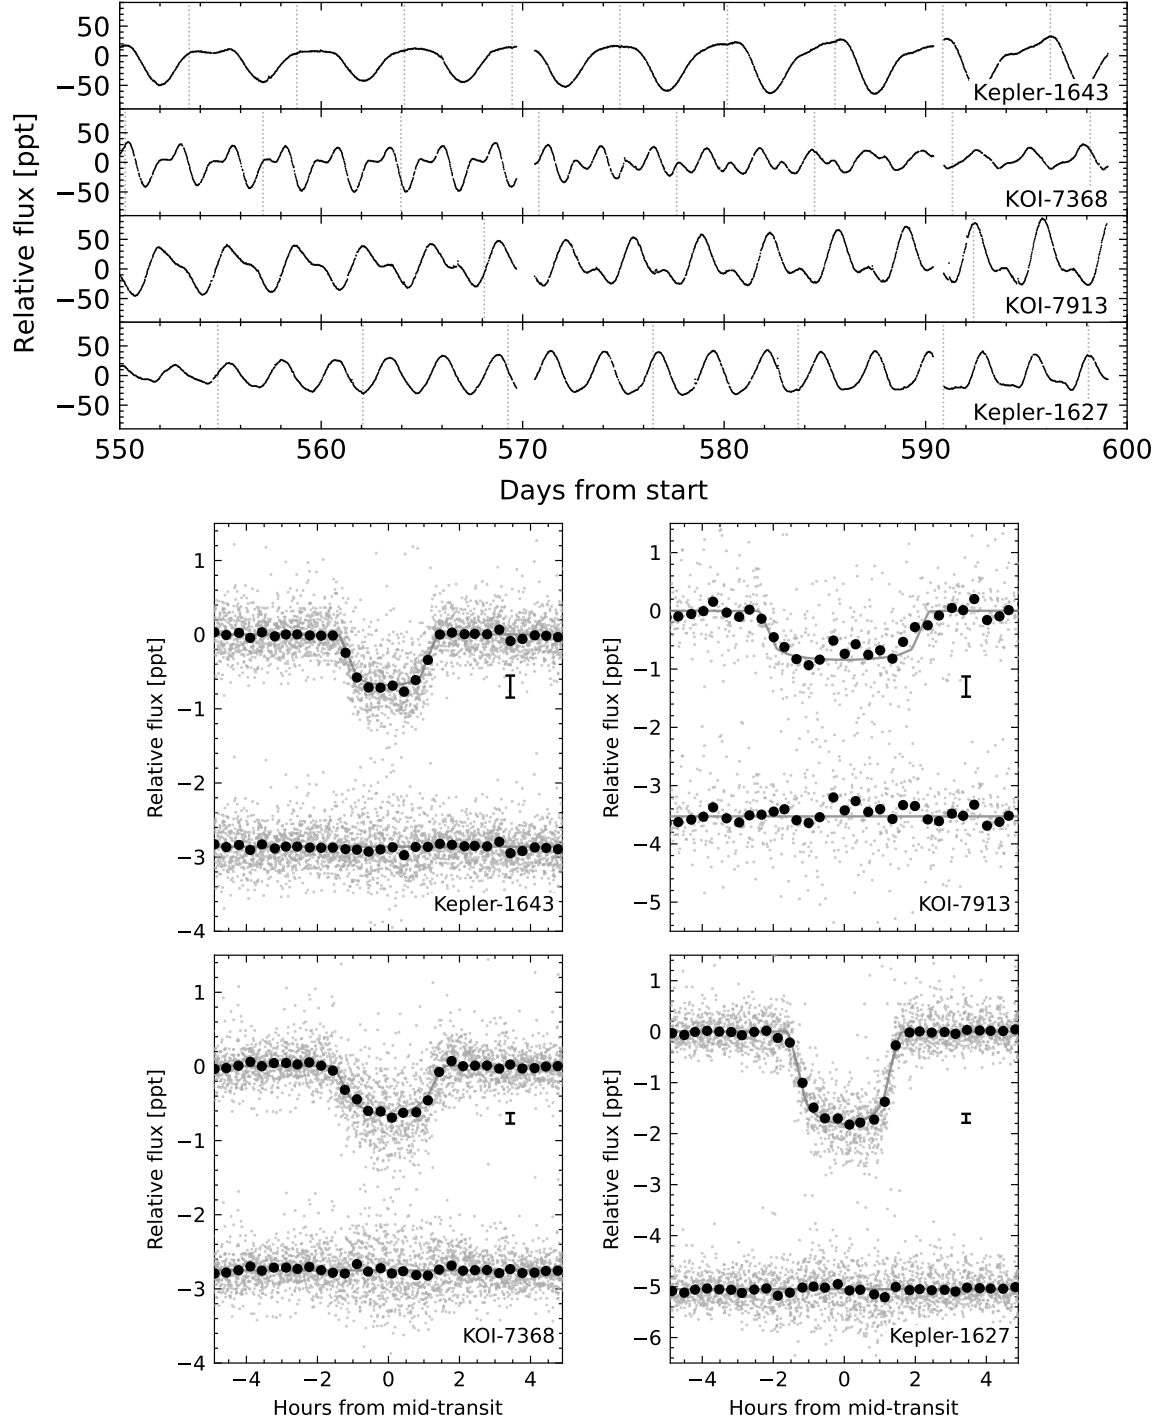 50
0
−50
Kepler-1643
50
0
−50
KOI-7368
50
0
−50
KOI-7913
50
0
−50
Kepler-1627
Relative flux [ppt]
550 560 570 580 590 600
Days from start
1
0
−1
−2
−3
−4
Relative flux [ppt]
Kepler-1643
1
0
−1
−2
−3
−4
−5
Relative flux [ppt]
KOI-7913
1
0
−1
−2
−3
−4
Relative flux [ppt]
KOI-7368
−4 −2 0 2 4
Hours from mid-transit
1
0
−1
−2
−3
−4
−5
−6
Relative flux [ppt]
Kepler-1627
−4 −2 0 2 4
Hours from mid-transit